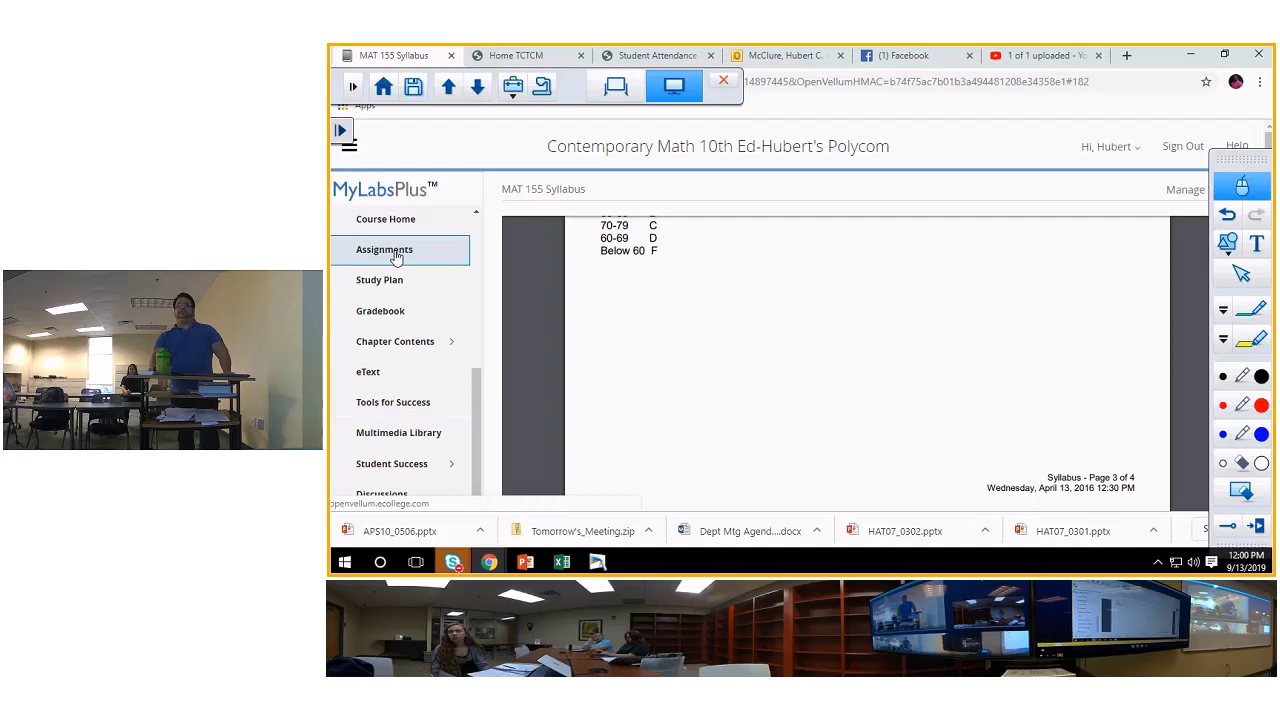 MAT 155 Syllabus
Home TCTCM
Student Attendance
McClure, Hubert C. -
(1) Facebook
1 of 1 uploaded - Yo
14897445&OpenVellumHMAC=b74f75ac7b01b3a494481208e34358e1#182
Apps
Contemporary Math 10th Ed-Hubert's Polycom
Hi, Hubert
Sign Out
Help
MyLabsPlus™
MAT 155 Syllabus
Manage
Course Home
Assignments
Study Plan
Gradebook
Chapter Contents
eText
Tools for Success
Multimedia Library
Student Success
Discussions
70-79 C
60-69 D
Below 60 F
Syllabus - Page 3 of 4
Wednesday, April 13, 2016 12:30 PM
openvellum.ecollege.com
APS10_0506.pptx
Tomorrow's_Meeting.zip
Dept Mtg Agend....docx
HAT07_0302.pptx
HAT07_0301.pptx
S
12:00 PM
9/13/2019